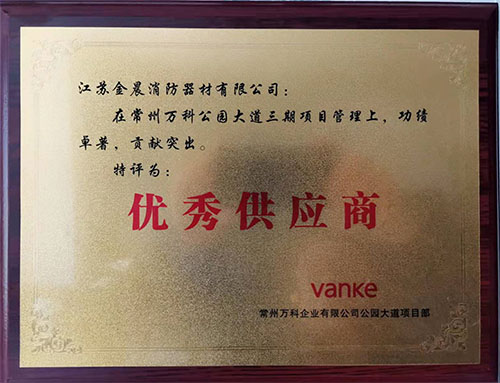 江苏金晨消防器材有限公司：
在常州万科公园大道三期项目管理上，功绩
卓著，贡献突出。
特评为：
优秀供应商
vanke
常州万科企业有限公司公园大道项目部